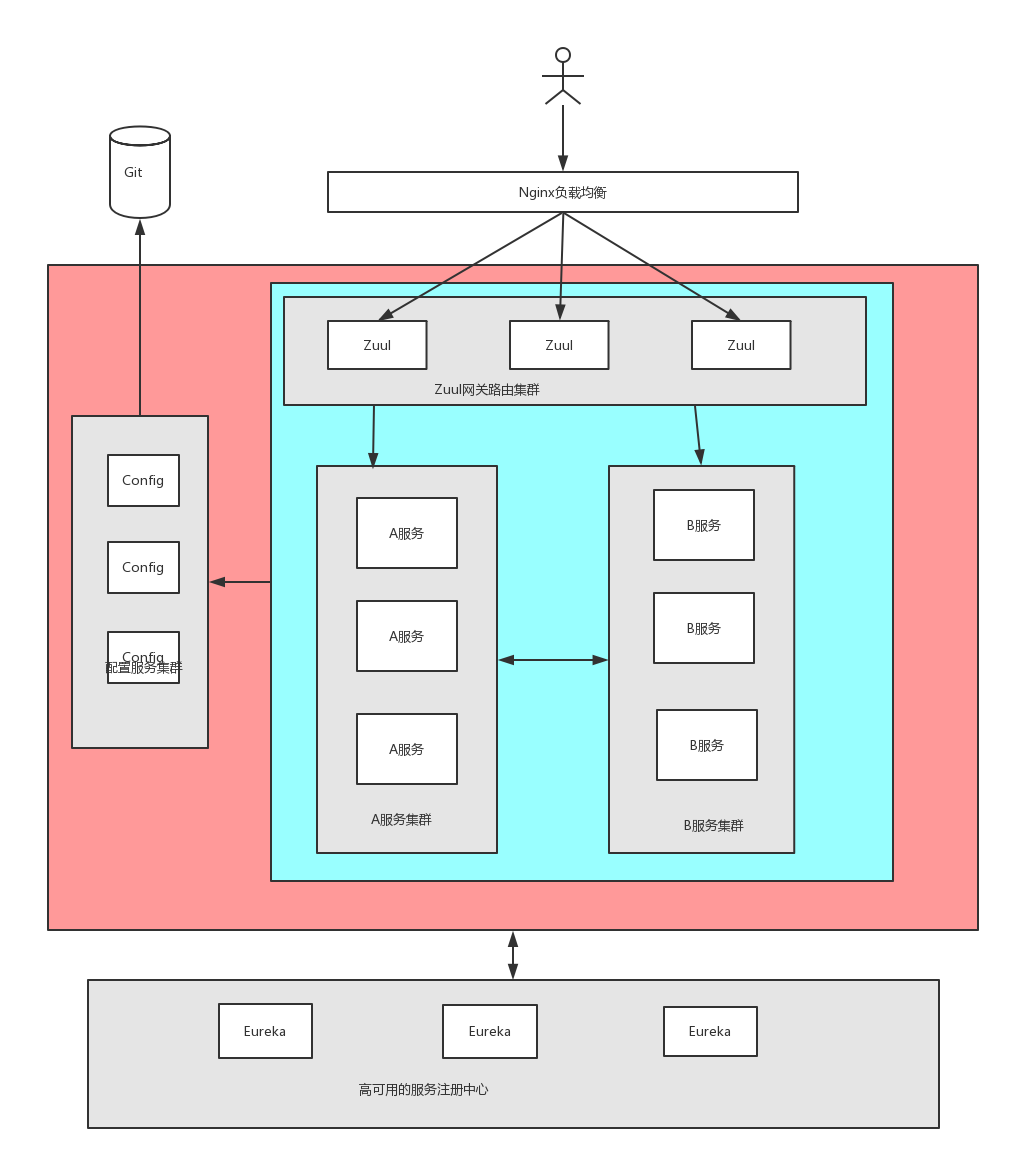 Git
Nginx负载均衡
Zuul
Zuul
Zuul
Zuul网关路由集群
Config
Config
Config
配置服务集群
A服务
A服务
A服务
A服务集群
B服务
B服务
B服务
B服务集群
Eureka
Eureka
Eureka
高可用的服务注册中心